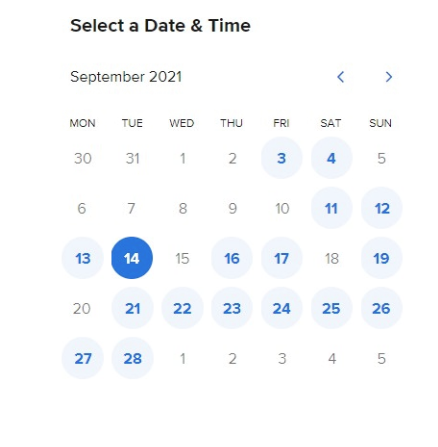 Select a Date & Time
September 2021
MON TUE WED THU FRI SAT SUN
30 31 1 2 3 4 5
6 7 8 9 10 11 12
13 14 15 16 17 18 19
20 21 22 23 24 25 26
27 28 1 2 3 4 5